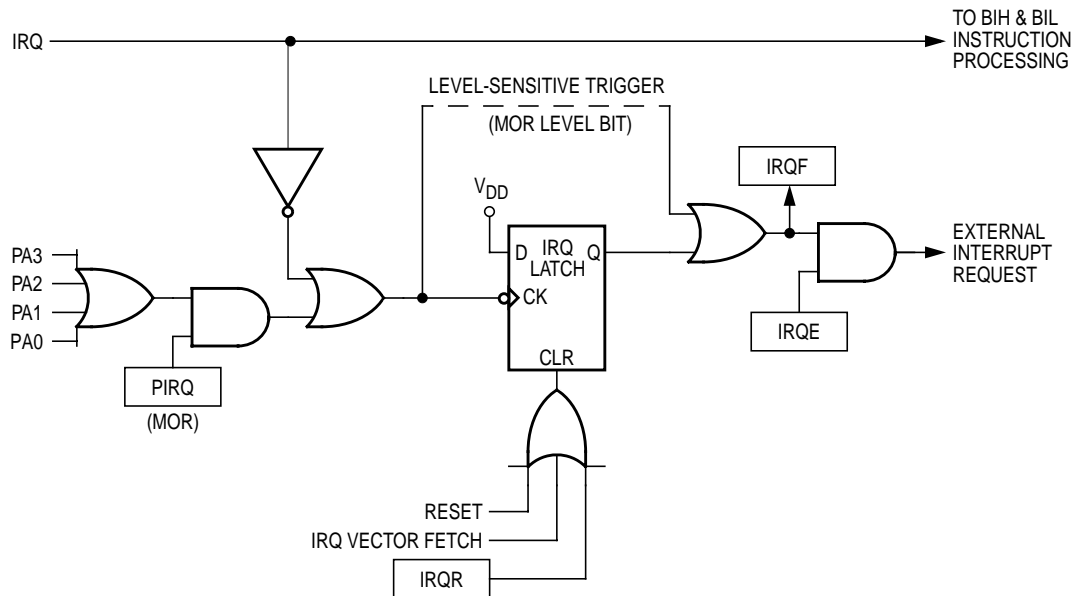 IRQ
TO BIH & BIL
INSTRUCTION
PROCESSING
LEVEL-SENSITIVE TRIGGER
(MOR LEVEL BIT)
IRQF
VDD
D IRQ Q
LATCH
CK
CLR
EXTERNAL
INTERRUPT
REQUEST
PA3
PA2
PA1
PA0
IRQE
PIRQ
(MOR)
RESET
IRQ VECTOR FETCH
IRQR